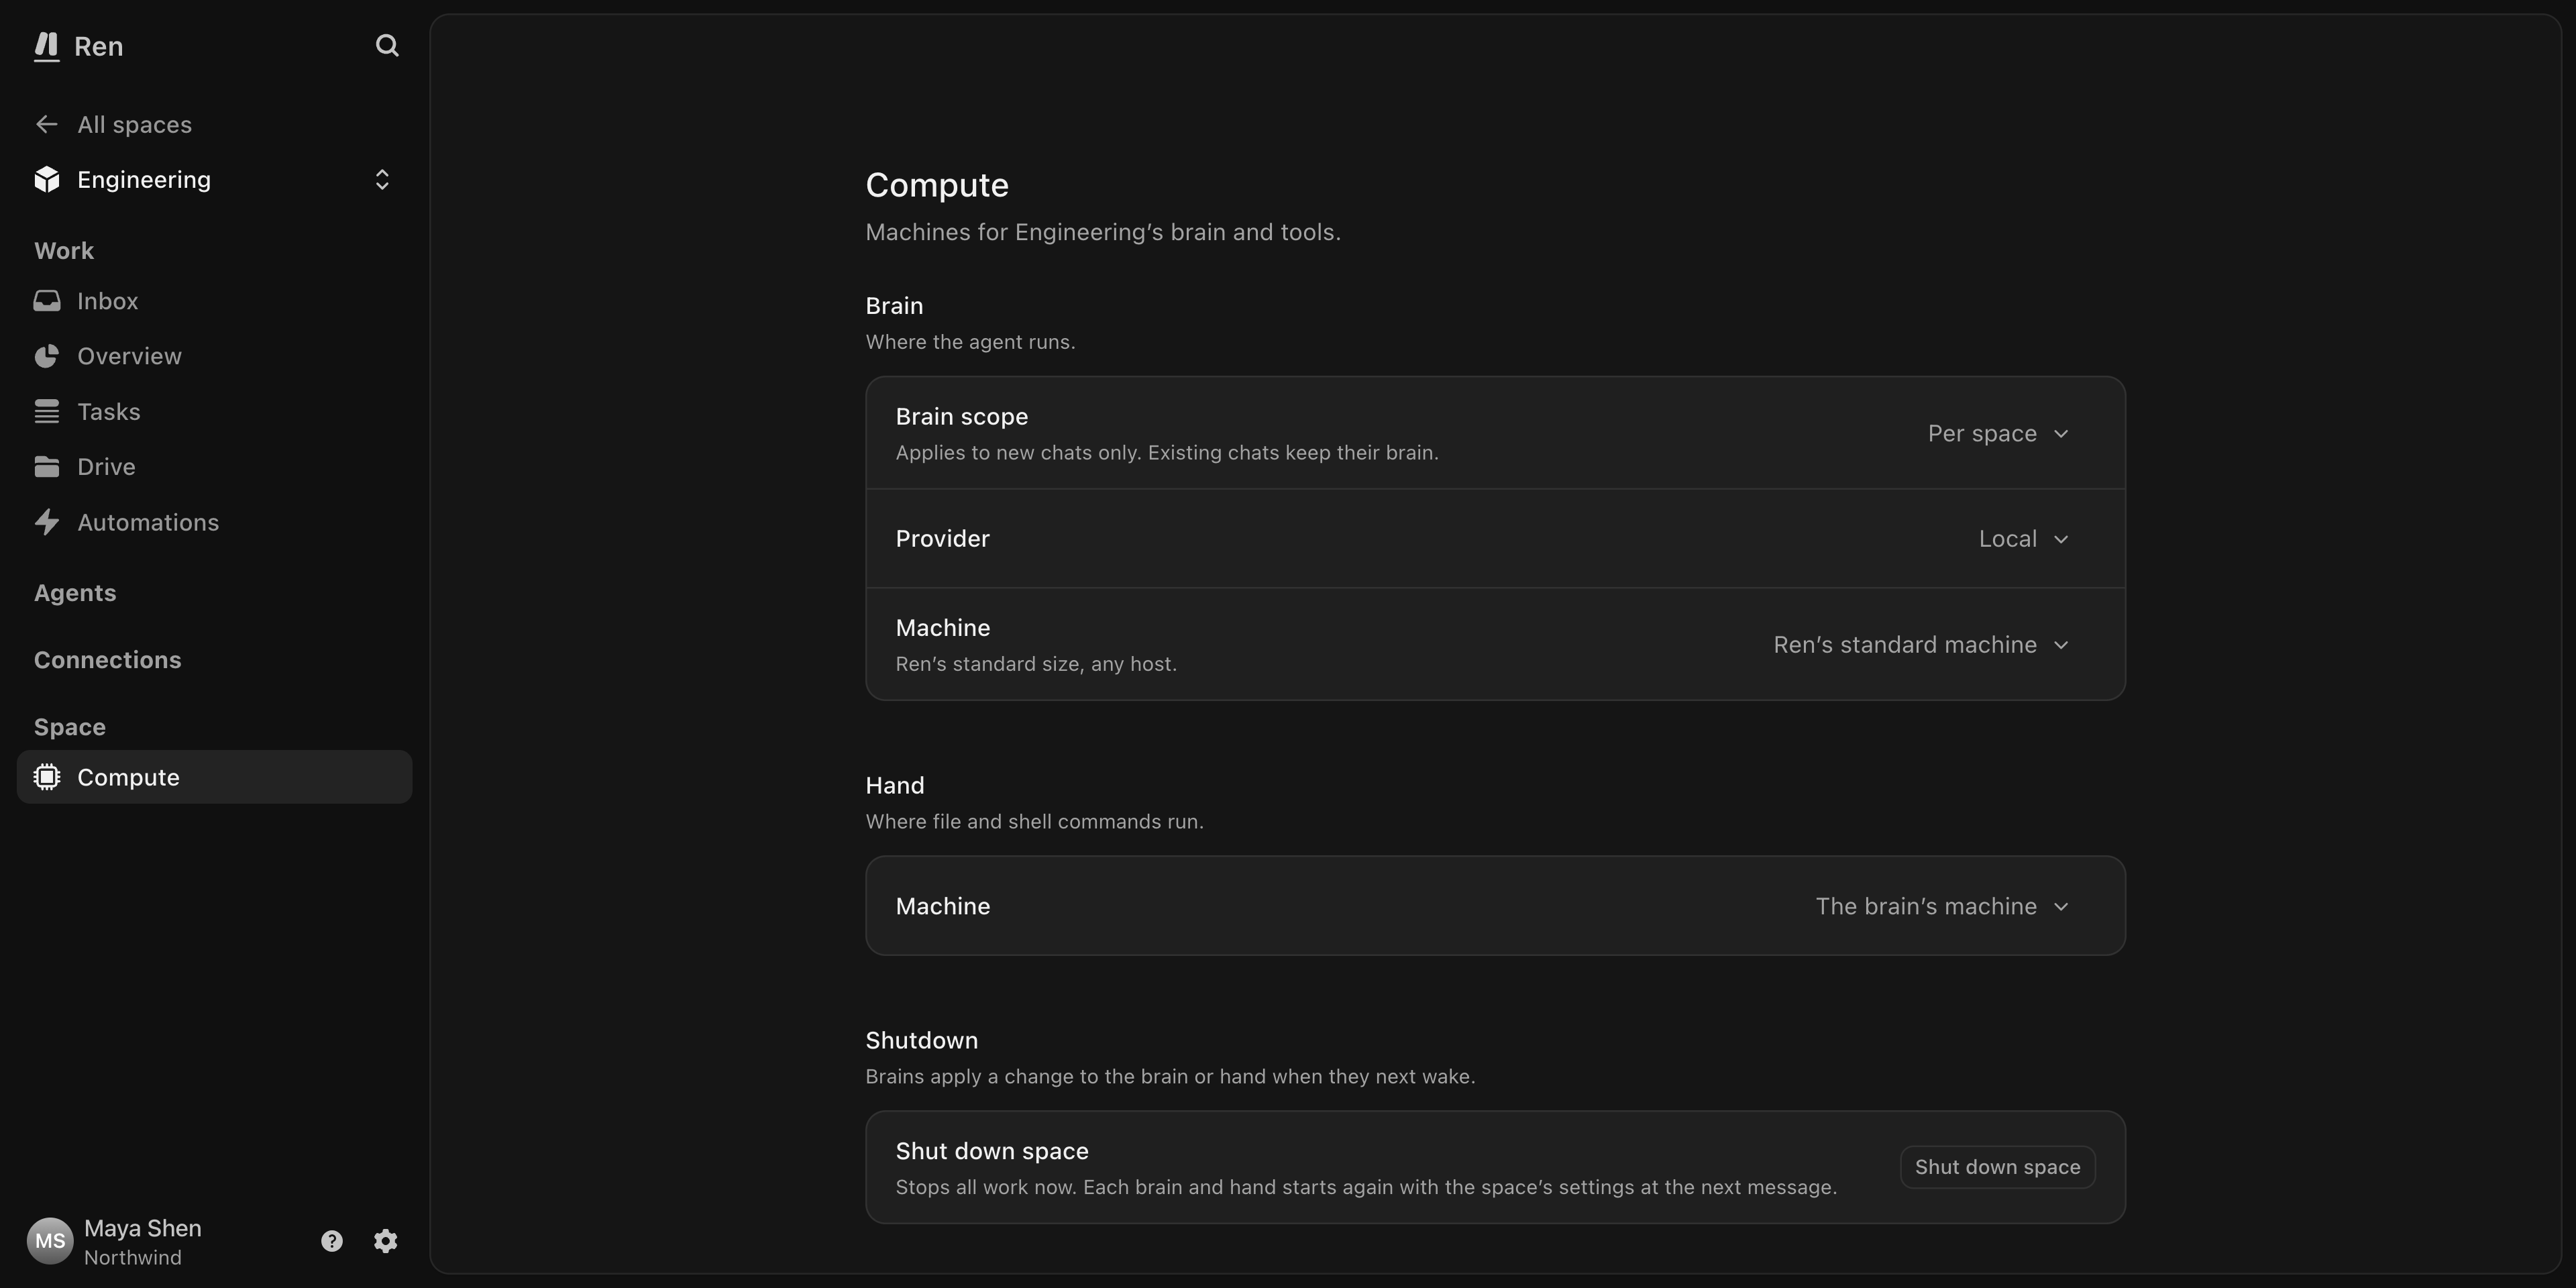 Ren
All spaces
Engineering
Work
Inbox
Overview
Tasks
Drive
Automations
Agents
Connections
Space
Compute
MS
Maya Shen
Northwind
Compute
Machines for Engineering’s brain and tools.
Brain
Where the agent runs.
Brain scope
Applies to new chats only. Existing chats keep their brain.
Per space
Provider
Local
Machine
Ren’s standard size, any host.
Ren’s standard machine
Hand
Where file and shell commands run.
Machine
The brain’s machine
Shutdown
Brains apply a change to the brain or hand when they next wake.
Shut down space
Stops all work now. Each brain and hand starts again with the space’s settings at the next message.
Shut down space